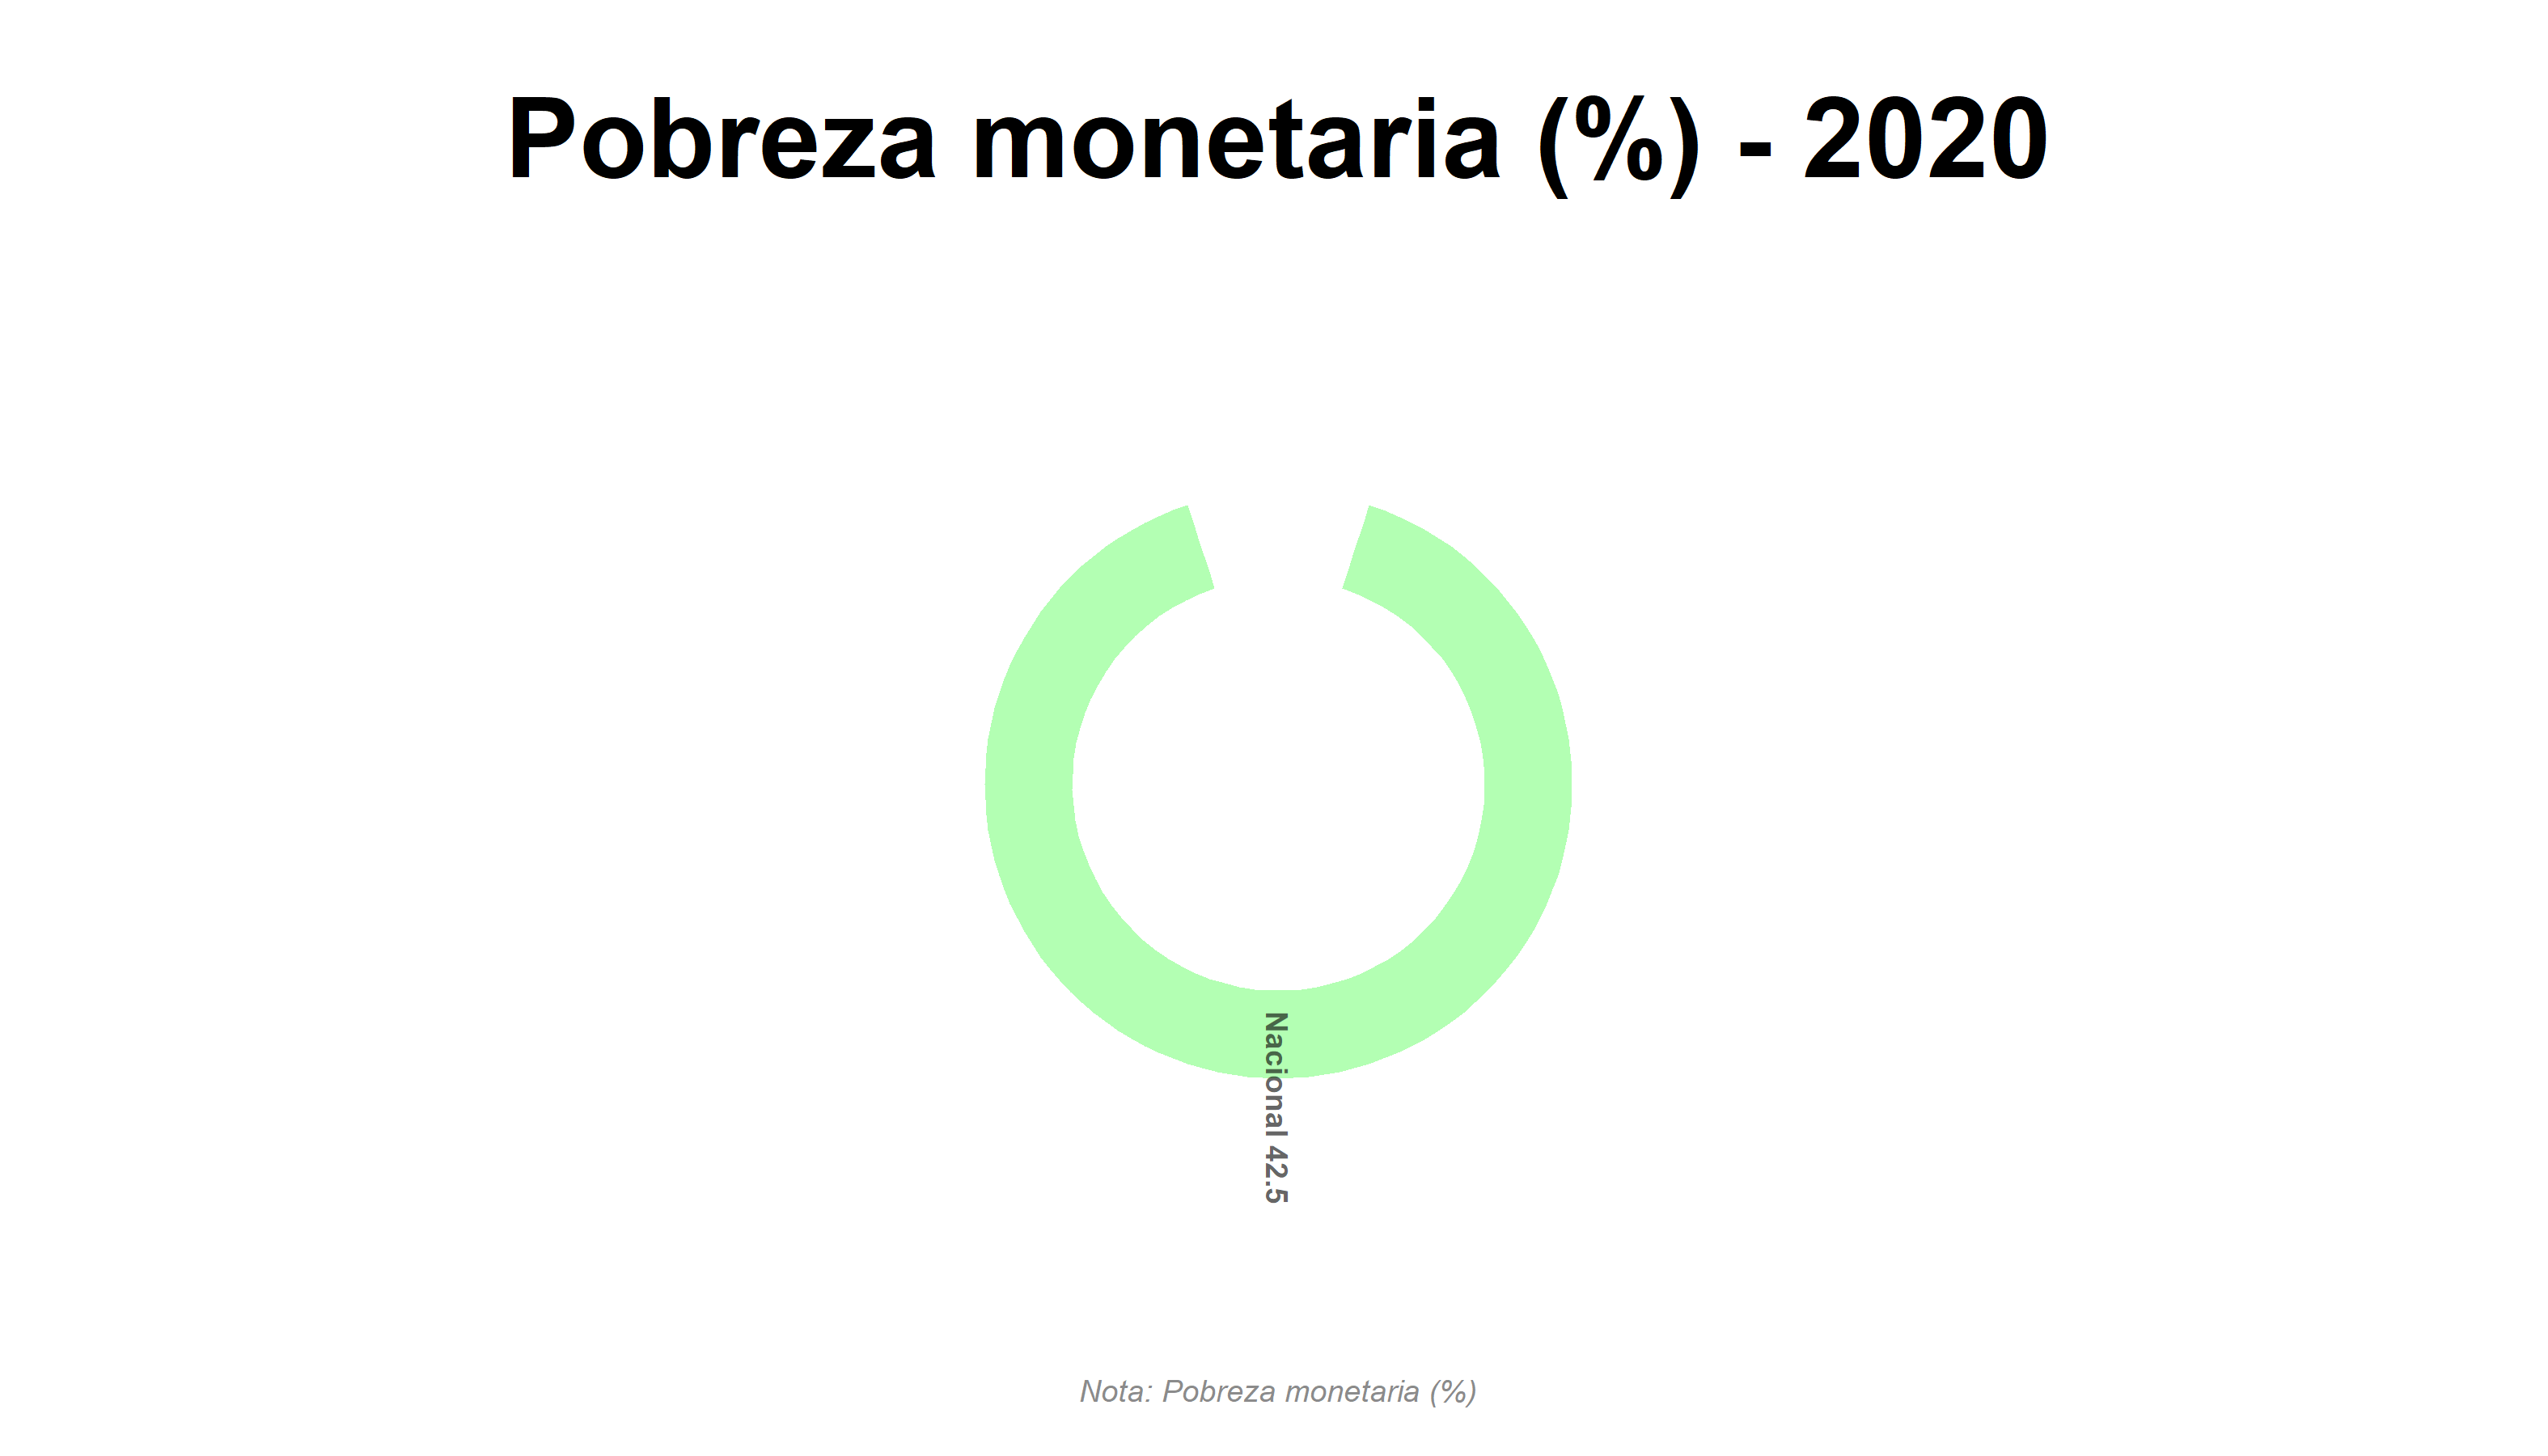 Pobreza monetaria (%) - 2020
Nacional 42.5
Nota: Pobreza monetaria (%)